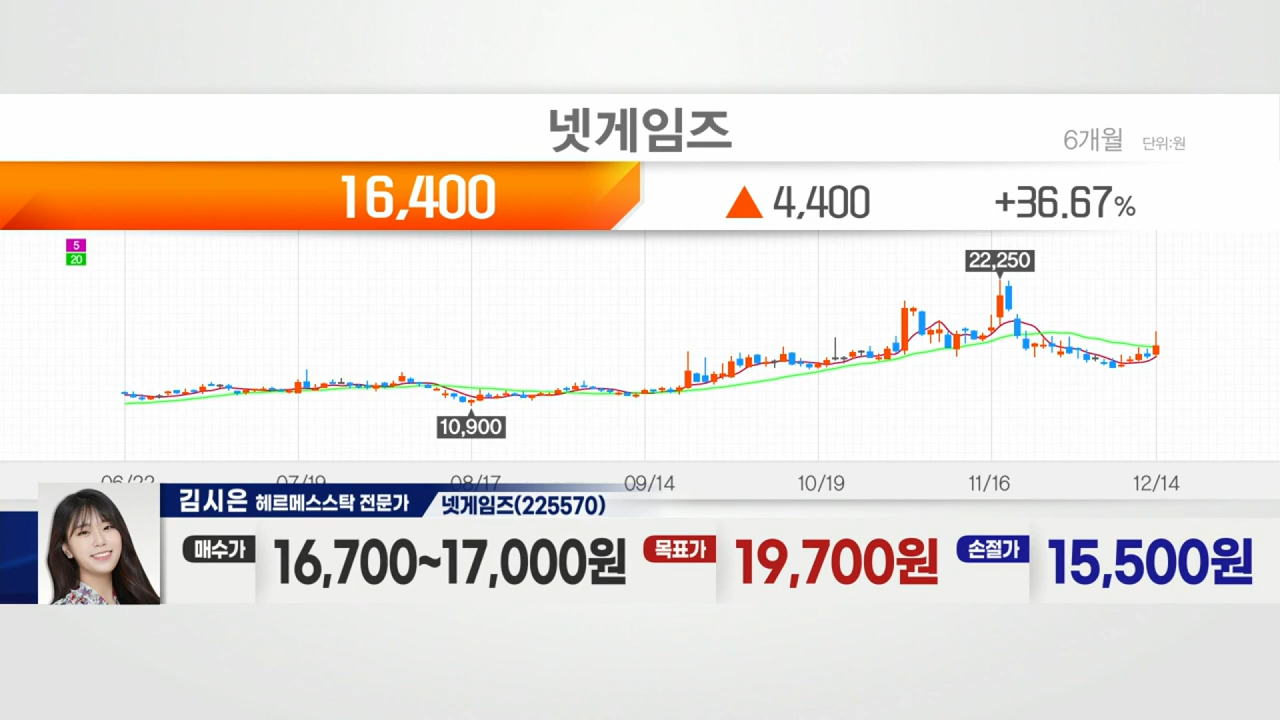 넷게임즈
6개월 단위:원
16,400 ▲ 4,400 +36.67%
5
20
22,250
10,900
06/22 07/19 08/17 09/14 10/19 11/16 12/14
김시은 헤르메스스탁 전문가 넷게임즈(225570)
매수가 16,700~17,000원 목표가 19,700원 손절가 15,500원